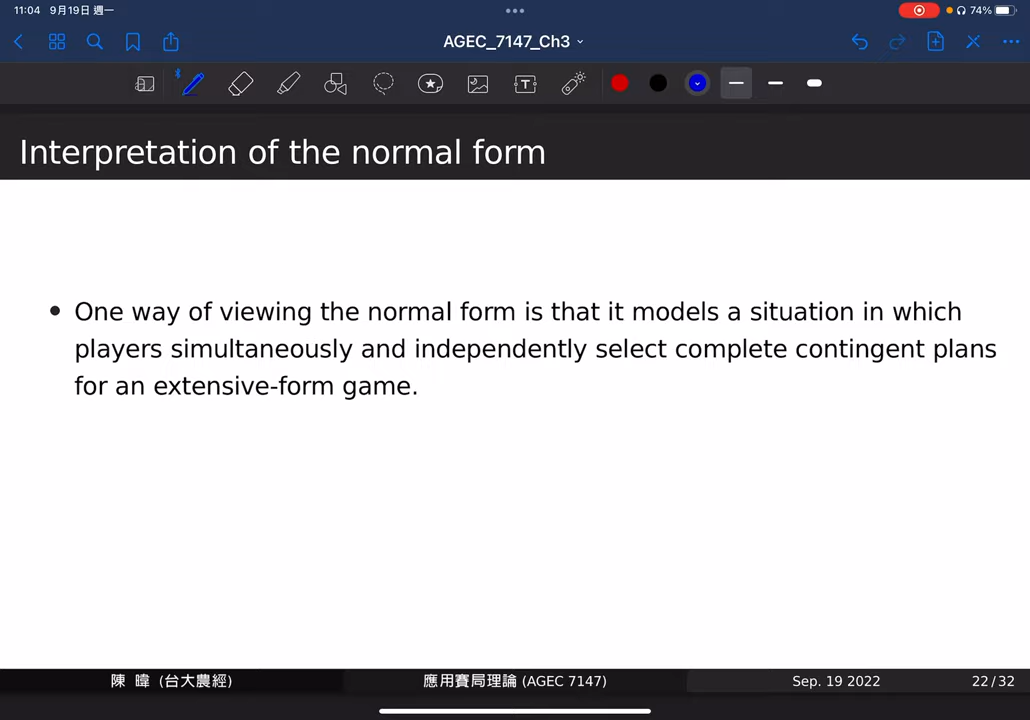 11:04 9月19日 週一
74%
AGEC_7147_Ch3
T
Interpretation of the normal form
• One way of viewing the normal form is that it models a situation in which
players simultaneously and independently select complete contingent plans
for an extensive-form game.
陳 暐 (台大農經) 應用賽局理論 (AGEC 7147) Sep. 19 2022 22/32